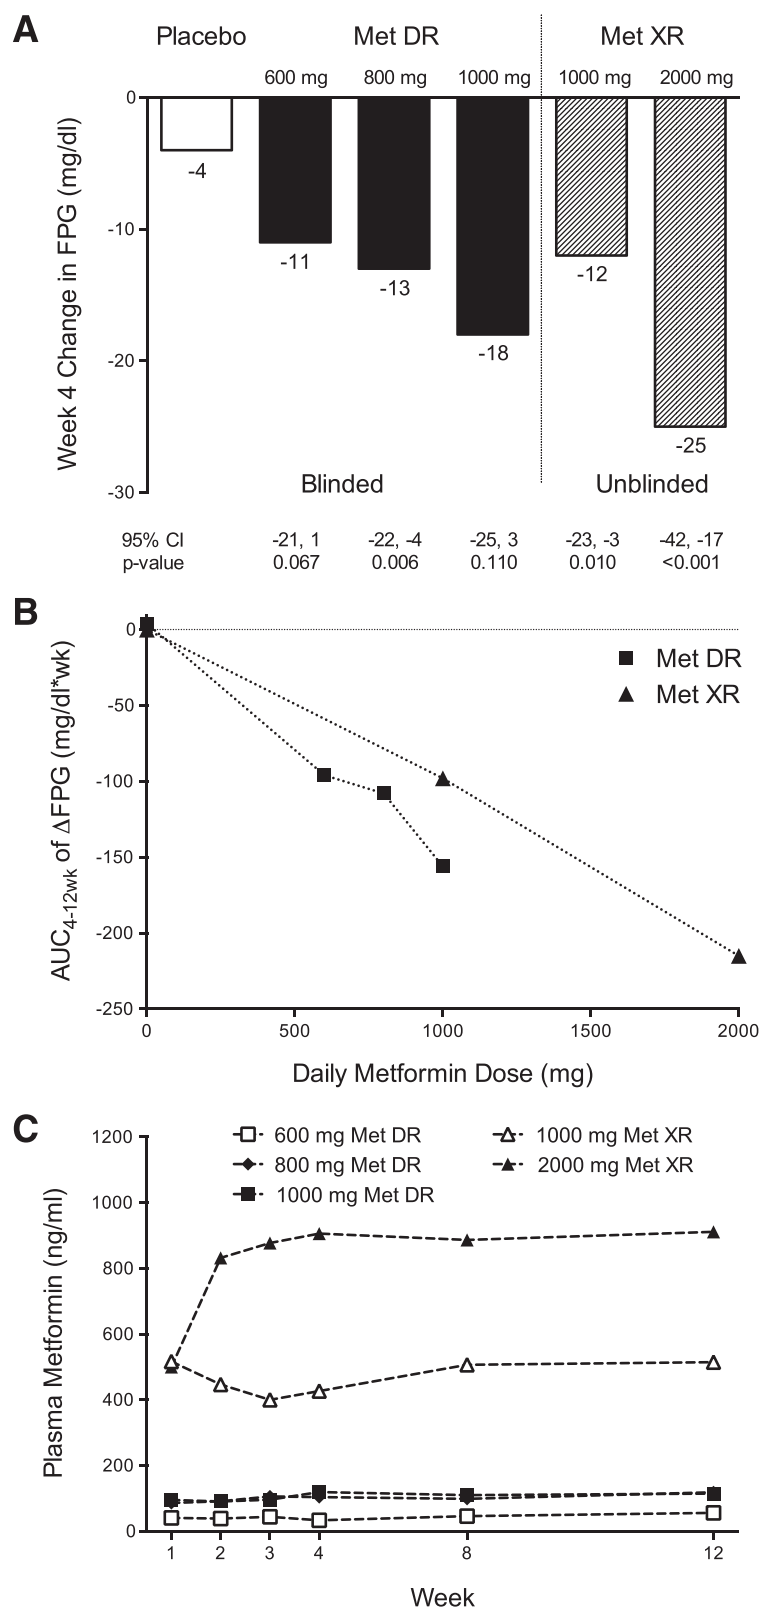 A
Placebo Met DR Met XR
600 mg 800 mg 1000 mg 1000 mg 2000 mg
Week 4 Change in FPG (mg/dl)
0
-10
-20
-30
-4
-11
-13
-18
-12
-25
Blinded Unblinded
95% CI -21, 1 -22, -4 -25, 3 -23, -3 -42, -17
p-value 0.067 0.006 0.110 0.010 <0.001
B
AUC4-12wk of ΔFPG (mg/dl*wk)
0
-50
-100
-150
-200
-250
Met DR
Met XR
0 500 1000 1500 2000
Daily Metformin Dose (mg)
C
Plasma Metformin (ng/ml)
1200
1000
800
600
400
200
0
600 mg Met DR 1000 mg Met XR
800 mg Met DR 2000 mg Met XR
1000 mg Met DR
1 2 3 4 8 12
Week